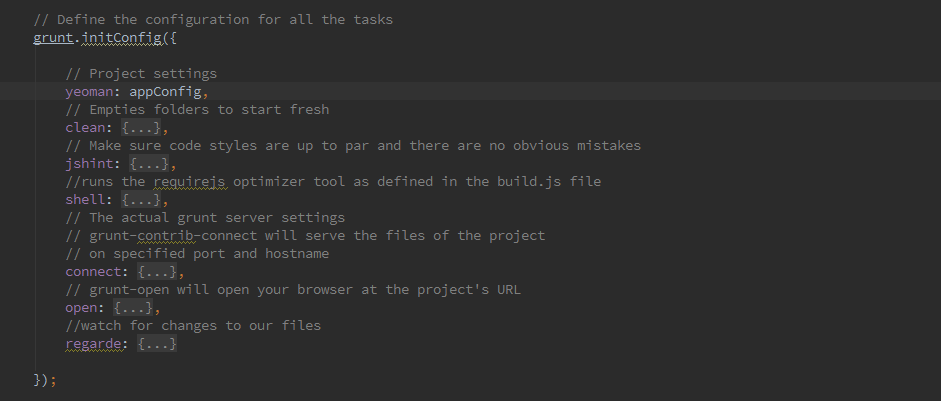 // Define the configuration for all the tasks
grunt.initConfig({
// Project settings
yeoman: appConfig,
// Empties folders to start fresh
clean: {...},
// Make sure code styles are up to par and there are no obvious mistakes
jshint: {...},
//runs the requirejs optimizer tool as defined in the build.js file
shell: {...},
// The actual grunt server settings
// grunt-contrib-connect will serve the files of the project
// on specified port and hostname
connect: {...},
// grunt-open will open your browser at the project's URL
open: {...},
//watch for changes to our files
regarde: {...}
});